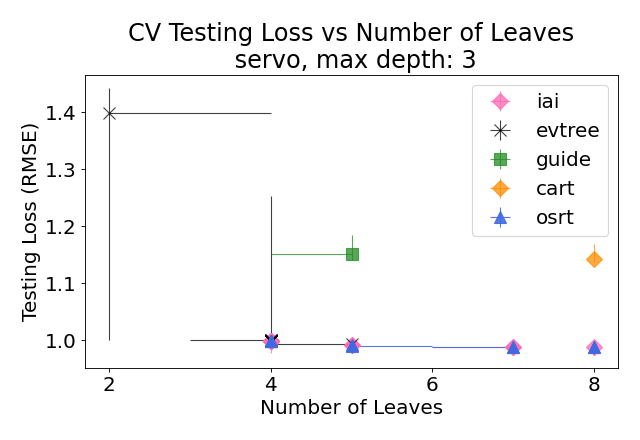 CV Testing Loss vs Number of Leaves
servo, max depth: 3
Testing Loss (RMSE)
1.4
1.3
1.2
1.1
1.0
iai
evtree
guide
cart
osrt
2 4 6 8
Number of Leaves